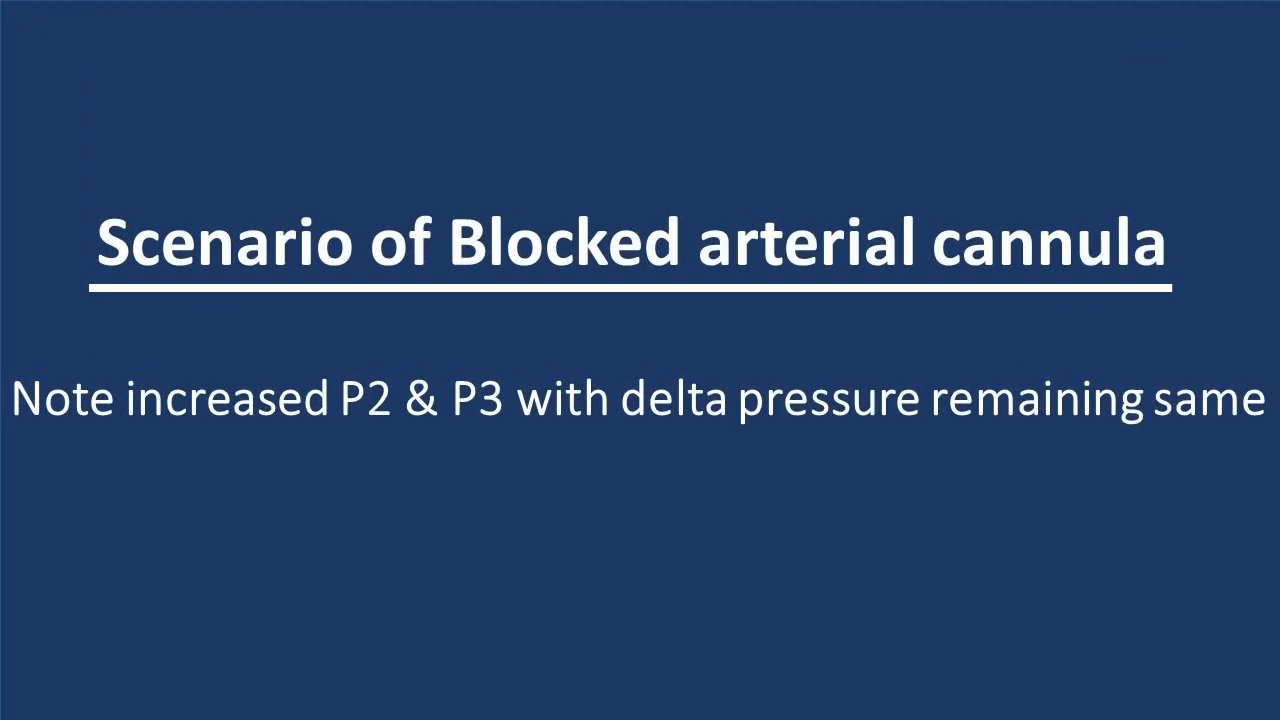 Scenario of Blocked arterial cannula
Note increased P2 & P3 with delta pressure remaining same